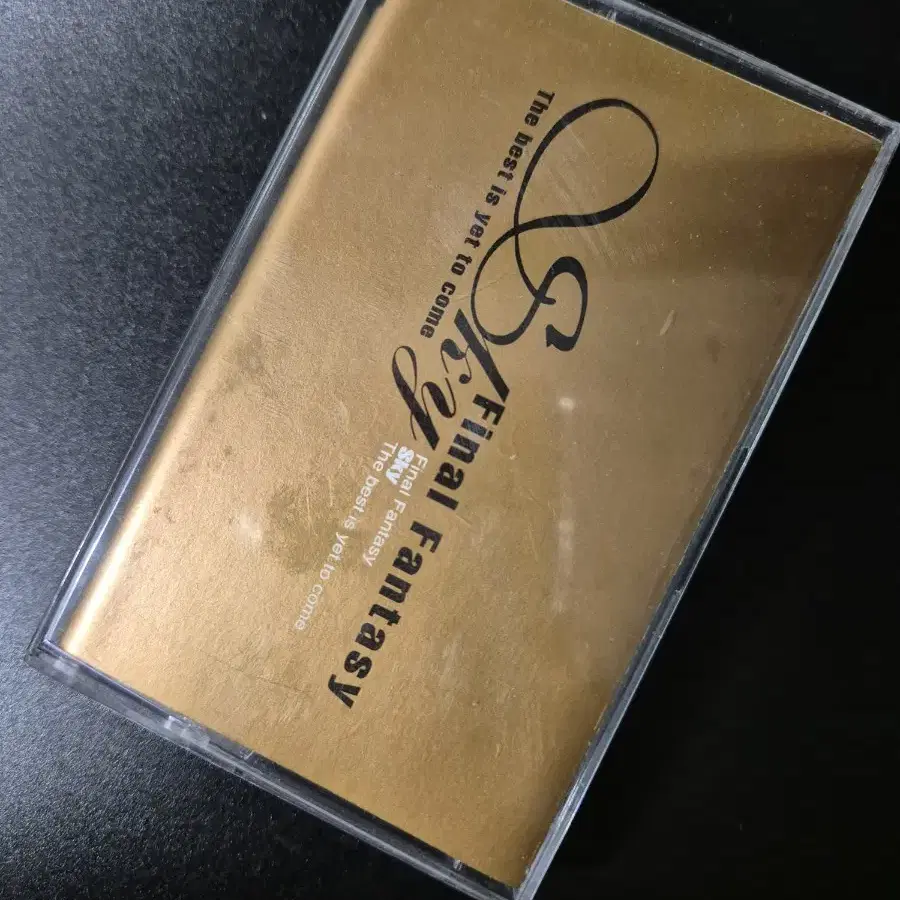 The best is yet to come
Sky
Final Fantasy
Final Fantasy
Sky
The best is yet to come